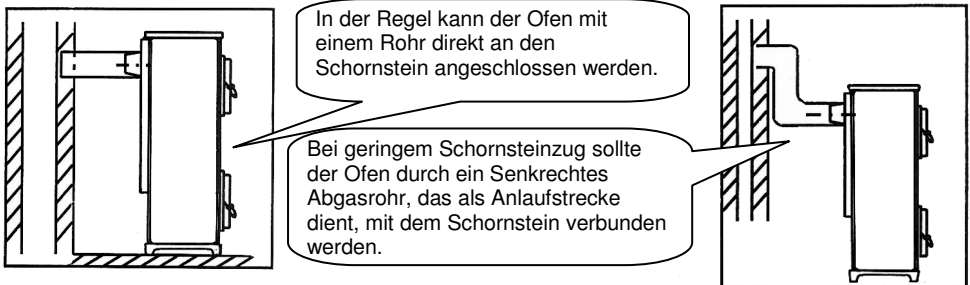 In der Regel kann der Ofen mit
einem Rohr direkt an den
Schornstein angeschlossen werden.
Bei geringem Schornsteinzug sollte
der Ofen durch ein Senkrechtes
Abgasrohr, das als Anlaufstrecke
dient, mit dem Schornstein verbunden
werden.